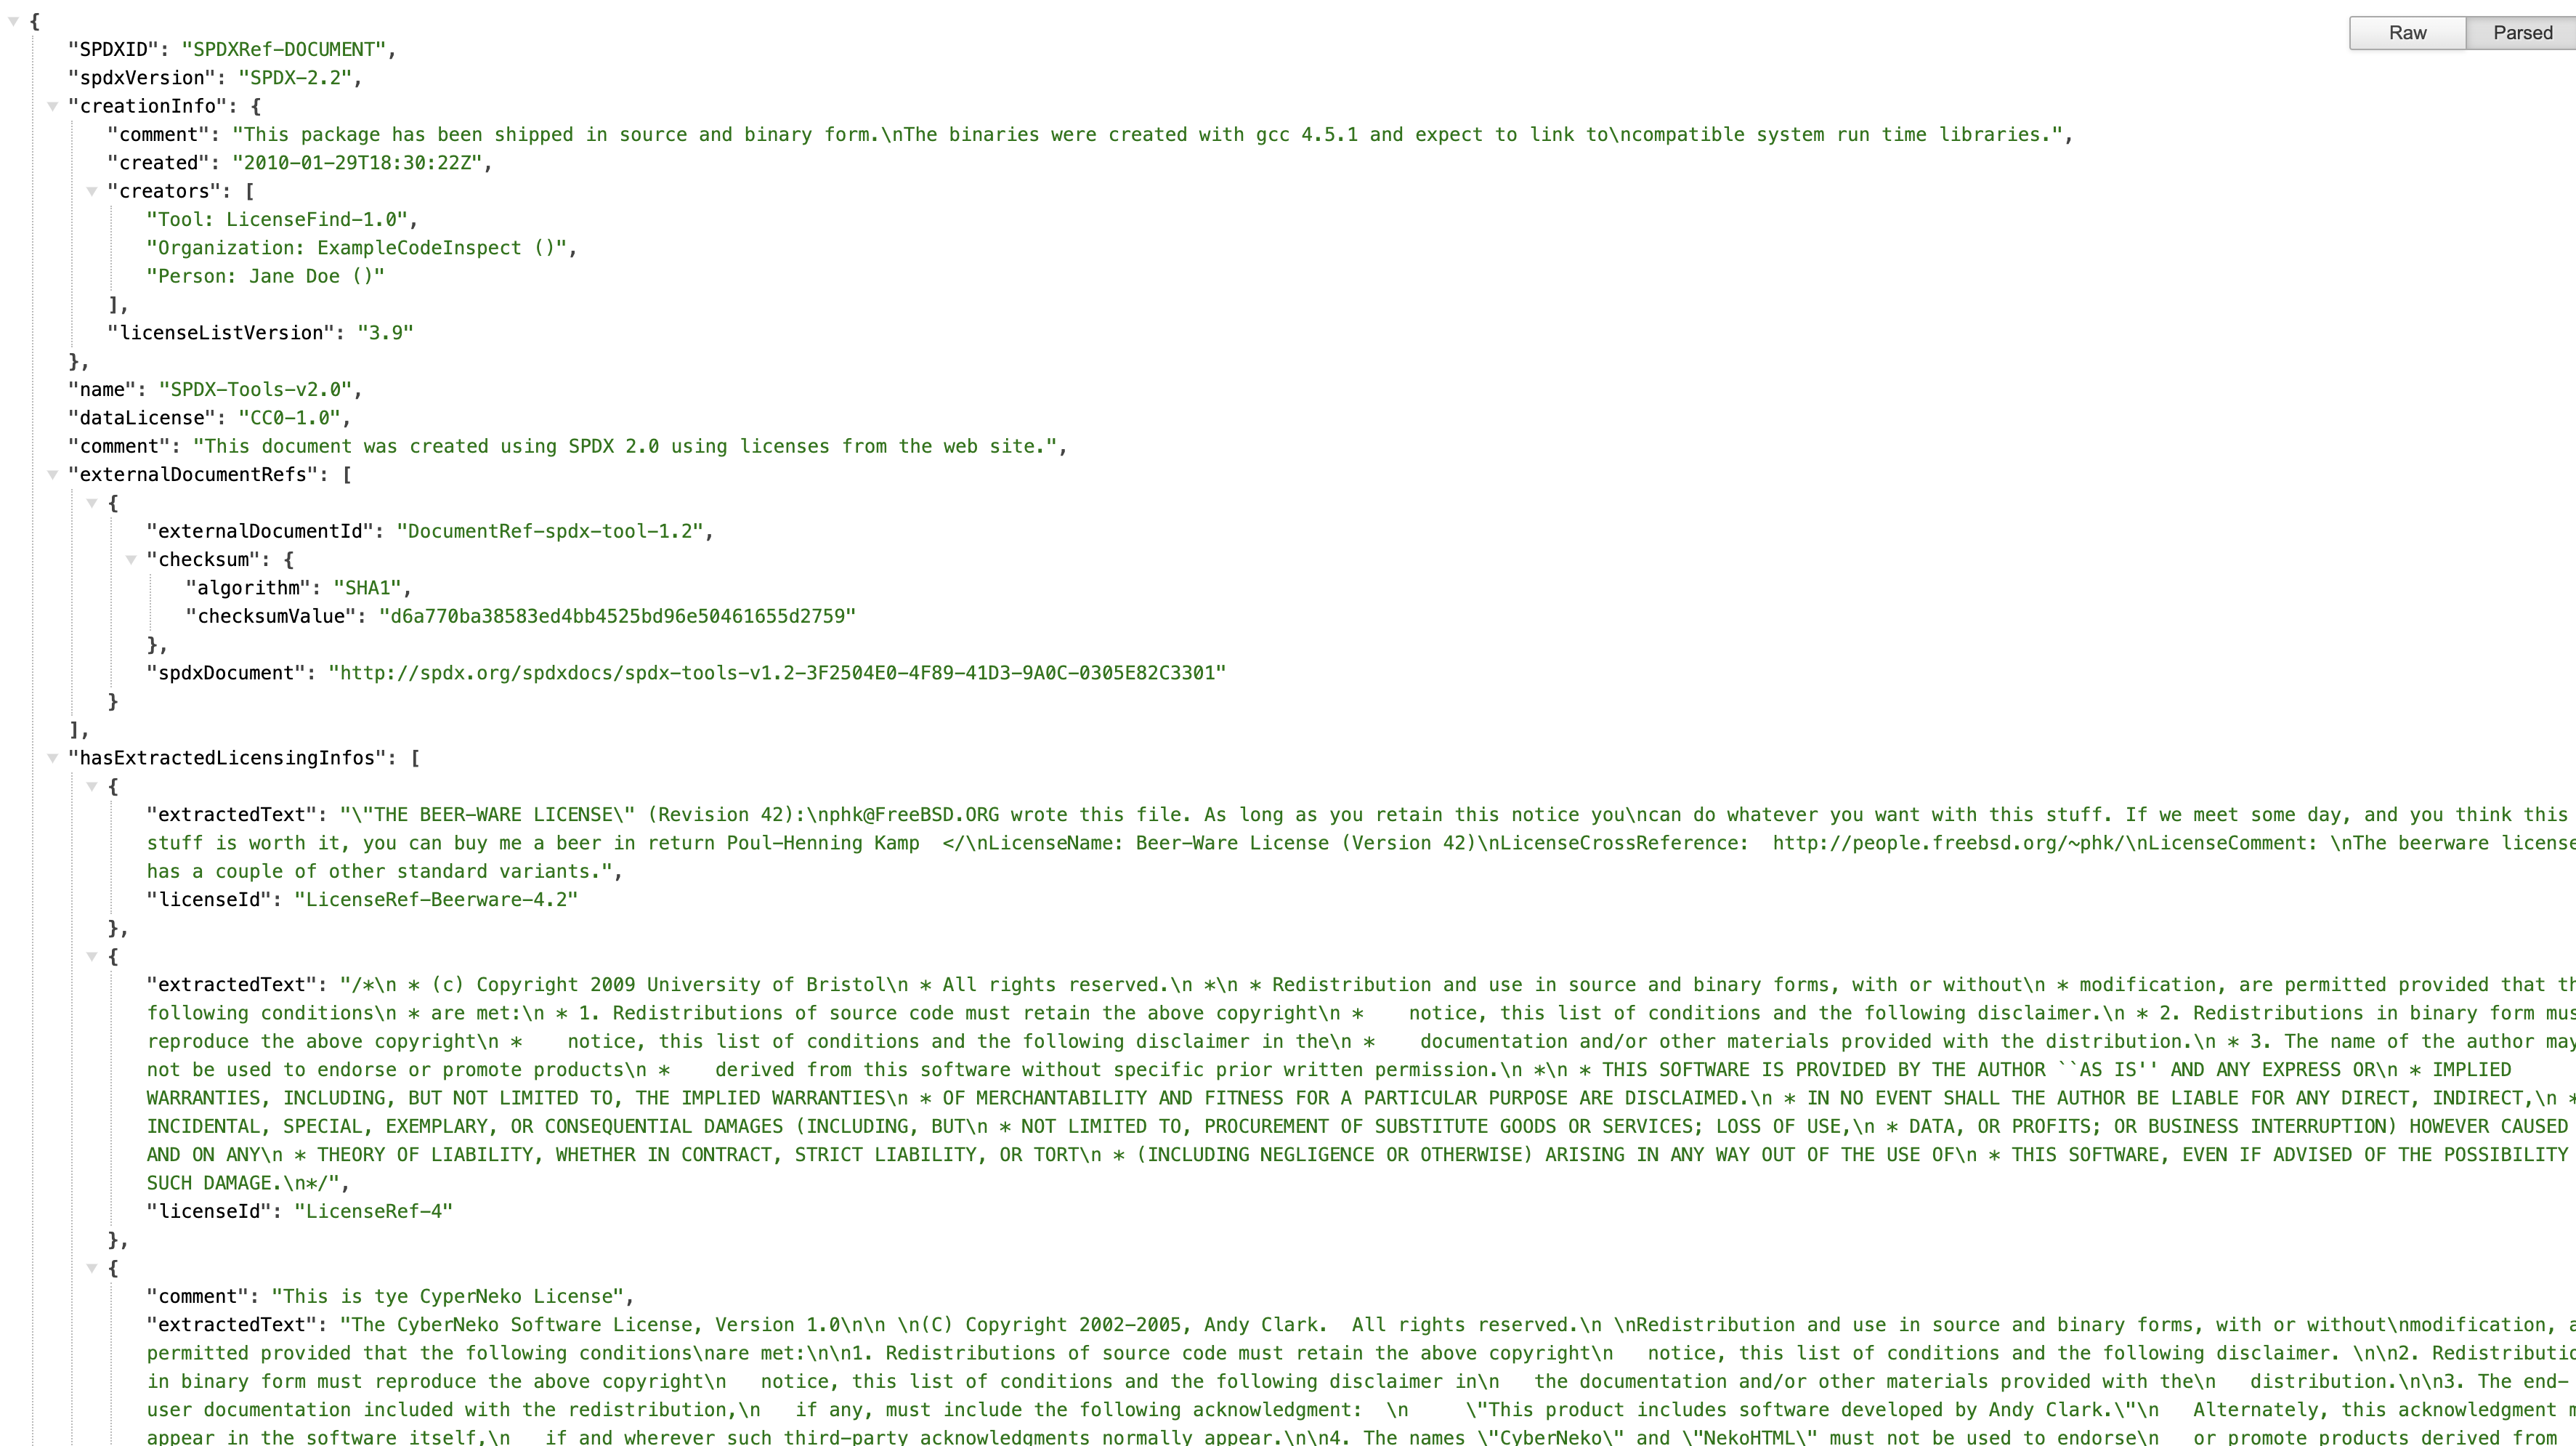 {
Raw Parsed
"SPDXID": "SPDXRef-DOCUMENT",
"spdxVersion": "SPDX-2.2",
"creationInfo": {
"comment": "This package has been shipped in source and binary form.\nThe binaries were created with gcc 4.5.1 and expect to link to\ncompatible system run time libraries.",
"created": "2010-01-29T18:30:22Z",
"creators": [
"Tool: LicenseFind-1.0",
"Organization: ExampleCodeInspect ()",
"Person: Jane Doe ()"
],
"licenseListVersion": "3.9"
},
"name": "SPDX-Tools-v2.0",
"dataLicense": "CC0-1.0",
"comment": "This document was created using SPDX 2.0 using licenses from the web site.",
"externalDocumentRefs": [
{
"externalDocumentId": "DocumentRef-spdx-tool-1.2",
"checksum": {
"algorithm": "SHA1",
"checksumValue": "d6a770ba38583ed4bb4525bd96e50461655d2759"
},
"spdxDocument": "http://spdx.org/spdxdocs/spdx-tools-v1.2-3F2504E0-4F89-41D3-9A0C-0305E82C3301"
}
],
"hasExtractedLicensingInfos": [
{
"extractedText": "\"THE BEER-WARE LICENSE\" (Revision 42):\nphk@FreeBSD.ORG wrote this file. As long as you retain this notice you\ncan do whatever you want with this stuff. If we meet some day, and you think this
stuff is worth it, you can buy me a beer in return Poul-Henning Kamp  </\nLicenseName: Beer-Ware License (Version 42)\nLicenseCrossReference:  http://people.freebsd.org/~phk/\nLicenseComment: \nThe beerware license
has a couple of other standard variants.",
"licenseId": "LicenseRef-Beerware-4.2"
},
{
"extractedText": "/*\n * (c) Copyright 2009 University of Bristol\n * All rights reserved.\n *\n * Redistribution and use in source and binary forms, with or without\n * modification, are permitted provided that th
following conditions\n * are met:\n * 1. Redistributions of source code must retain the above copyright\n *    notice, this list of conditions and the following disclaimer.\n * 2. Redistributions in binary form mus
reproduce the above copyright\n *    notice, this list of conditions and the following disclaimer in the\n *    documentation and/or other materials provided with the distribution.\n * 3. The name of the author may
not be used to endorse or promote products\n *    derived from this software without specific prior written permission.\n *\n * THIS SOFTWARE IS PROVIDED BY THE AUTHOR ``AS IS'' AND ANY EXPRESS OR\n * IMPLIED
WARRANTIES, INCLUDING, BUT NOT LIMITED TO, THE IMPLIED WARRANTIES\n * OF MERCHANTABILITY AND FITNESS FOR A PARTICULAR PURPOSE ARE DISCLAIMED.\n * IN NO EVENT SHALL THE AUTHOR BE LIABLE FOR ANY DIRECT, INDIRECT,\n *
INCIDENTAL, SPECIAL, EXEMPLARY, OR CONSEQUENTIAL DAMAGES (INCLUDING, BUT\n * NOT LIMITED TO, PROCUREMENT OF SUBSTITUTE GOODS OR SERVICES; LOSS OF USE,\n * DATA, OR PROFITS; OR BUSINESS INTERRUPTION) HOWEVER CAUSED
AND ON ANY\n * THEORY OF LIABILITY, WHETHER IN CONTRACT, STRICT LIABILITY, OR TORT\n * (INCLUDING NEGLIGENCE OR OTHERWISE) ARISING IN ANY WAY OUT OF THE USE OF\n * THIS SOFTWARE, EVEN IF ADVISED OF THE POSSIBILITY
SUCH DAMAGE.\n*/",
"licenseId": "LicenseRef-4"
},
{
"comment": "This is tye CyperNeko License",
"extractedText": "The CyberNeko Software License, Version 1.0\n\n \n(C) Copyright 2002-2005, Andy Clark.  All rights reserved.\n \nRedistribution and use in source and binary forms, with or without\nmodification, a
permitted provided that the following conditions\nare met:\n\n1. Redistributions of source code must retain the above copyright\n   notice, this list of conditions and the following disclaimer. \n\n2. Redistributio
in binary form must reproduce the above copyright\n   notice, this list of conditions and the following disclaimer in\n   the documentation and/or other materials provided with the\n   distribution.\n\n3. The end-
user documentation included with the redistribution,\n   if any, must include the following acknowledgment:  \n     \"This product includes software developed by Andy Clark.\"\n   Alternately, this acknowledgment m
appear in the software itself,\n   if and wherever such third-party acknowledgments normally appear.\n\n4. The names \"CyberNeko\" and \"NekoHTML\" must not be used to endorse\n   or promote products derived from